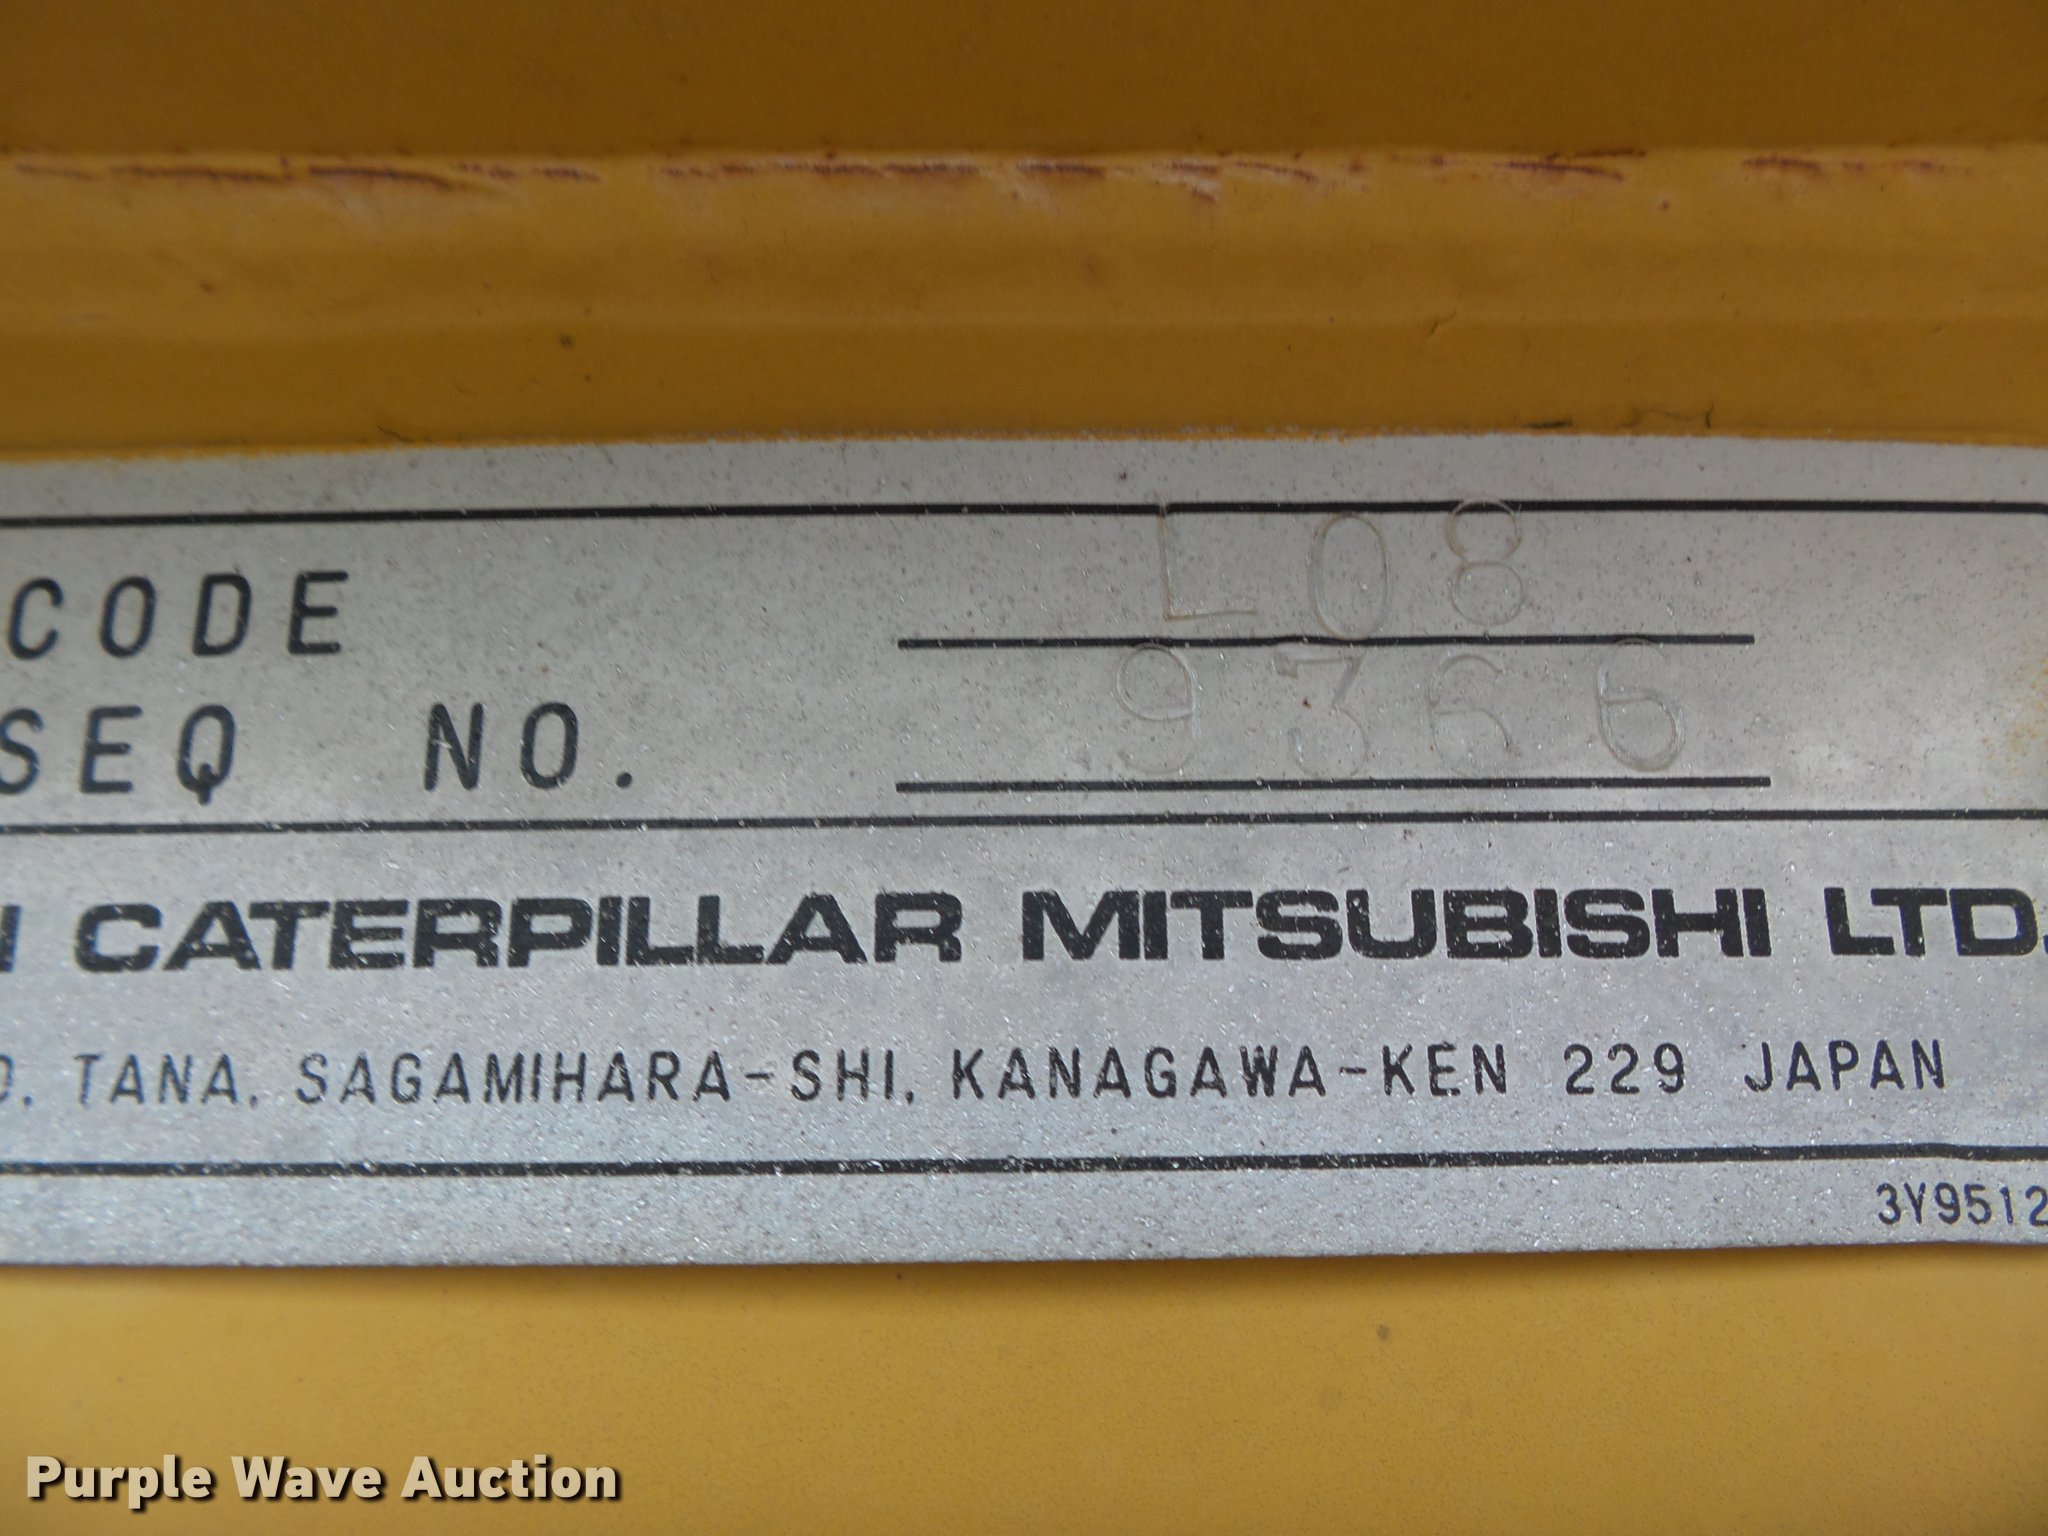 CODE L08
SEQ NO. 9366
CATERPILLAR MITSUBISHI LTD.
TANA, SAGAMIHARA-SHI, KANAGAWA-KEN 229 JAPAN
3Y9512
Purple Wave Auction